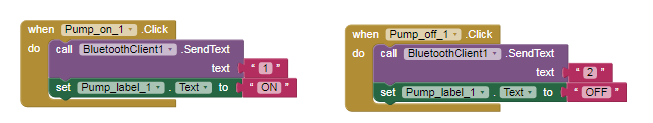 when Pump_on_1 .Click
do call BluetoothClient1 .SendText
text " 1 "
set Pump_label_1 . Text to " ON "
when Pump_off_1 .Click
do call BluetoothClient1 .SendText
text " 2 "
set Pump_label_1 . Text to " OFF "